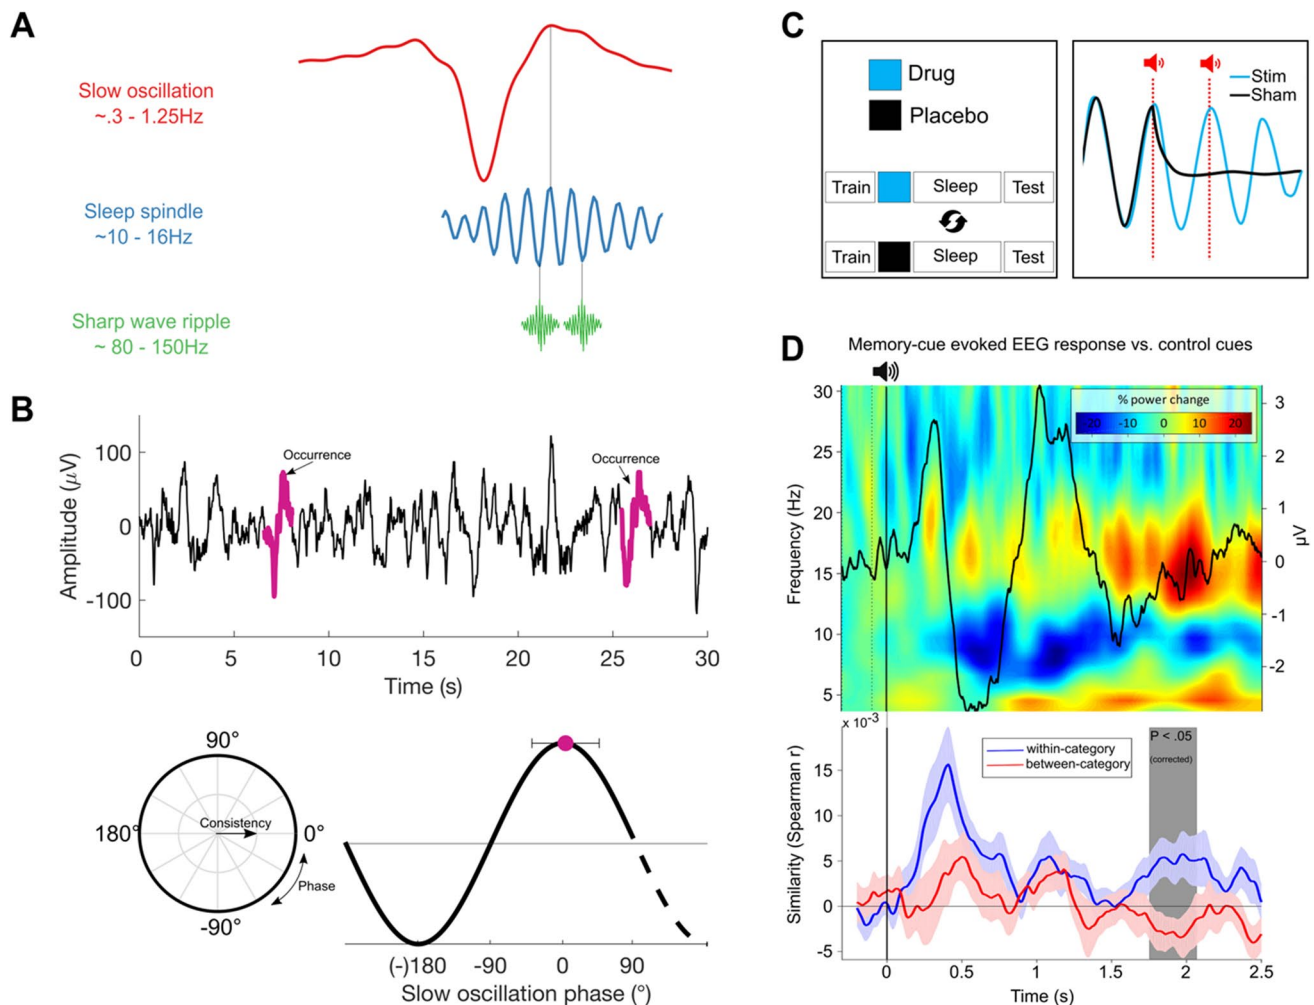 A
Slow oscillation
~.3 - 1.25Hz
Sleep spindle
~10 - 16Hz
Sharp wave ripple
~ 80 - 150Hz
B
Amplitude (µV)
100
0
-100
Occurrence
Occurrence
0 5 10 15 20 25 30
Time (s)
90°
180°
Consistency
0°
Phase
-90°
(-)180 -90 0 90
Slow oscillation phase (°)
C
Drug
Placebo
Train Sleep Test
Train Sleep Test
Stim
Sham
D
Memory-cue evoked EEG response vs. control cues
% power change
-10 0 10 20
Frequency (Hz)
30
25
20
15
10
5
3
2
1
0
-1
-2
µV
x 10⁻³
within-category
between-category
P < .05
(corrected)
Similarity (Spearman r)
15
10
5
0
-5
0 0.5 1 1.5 2 2.5
Time (s)